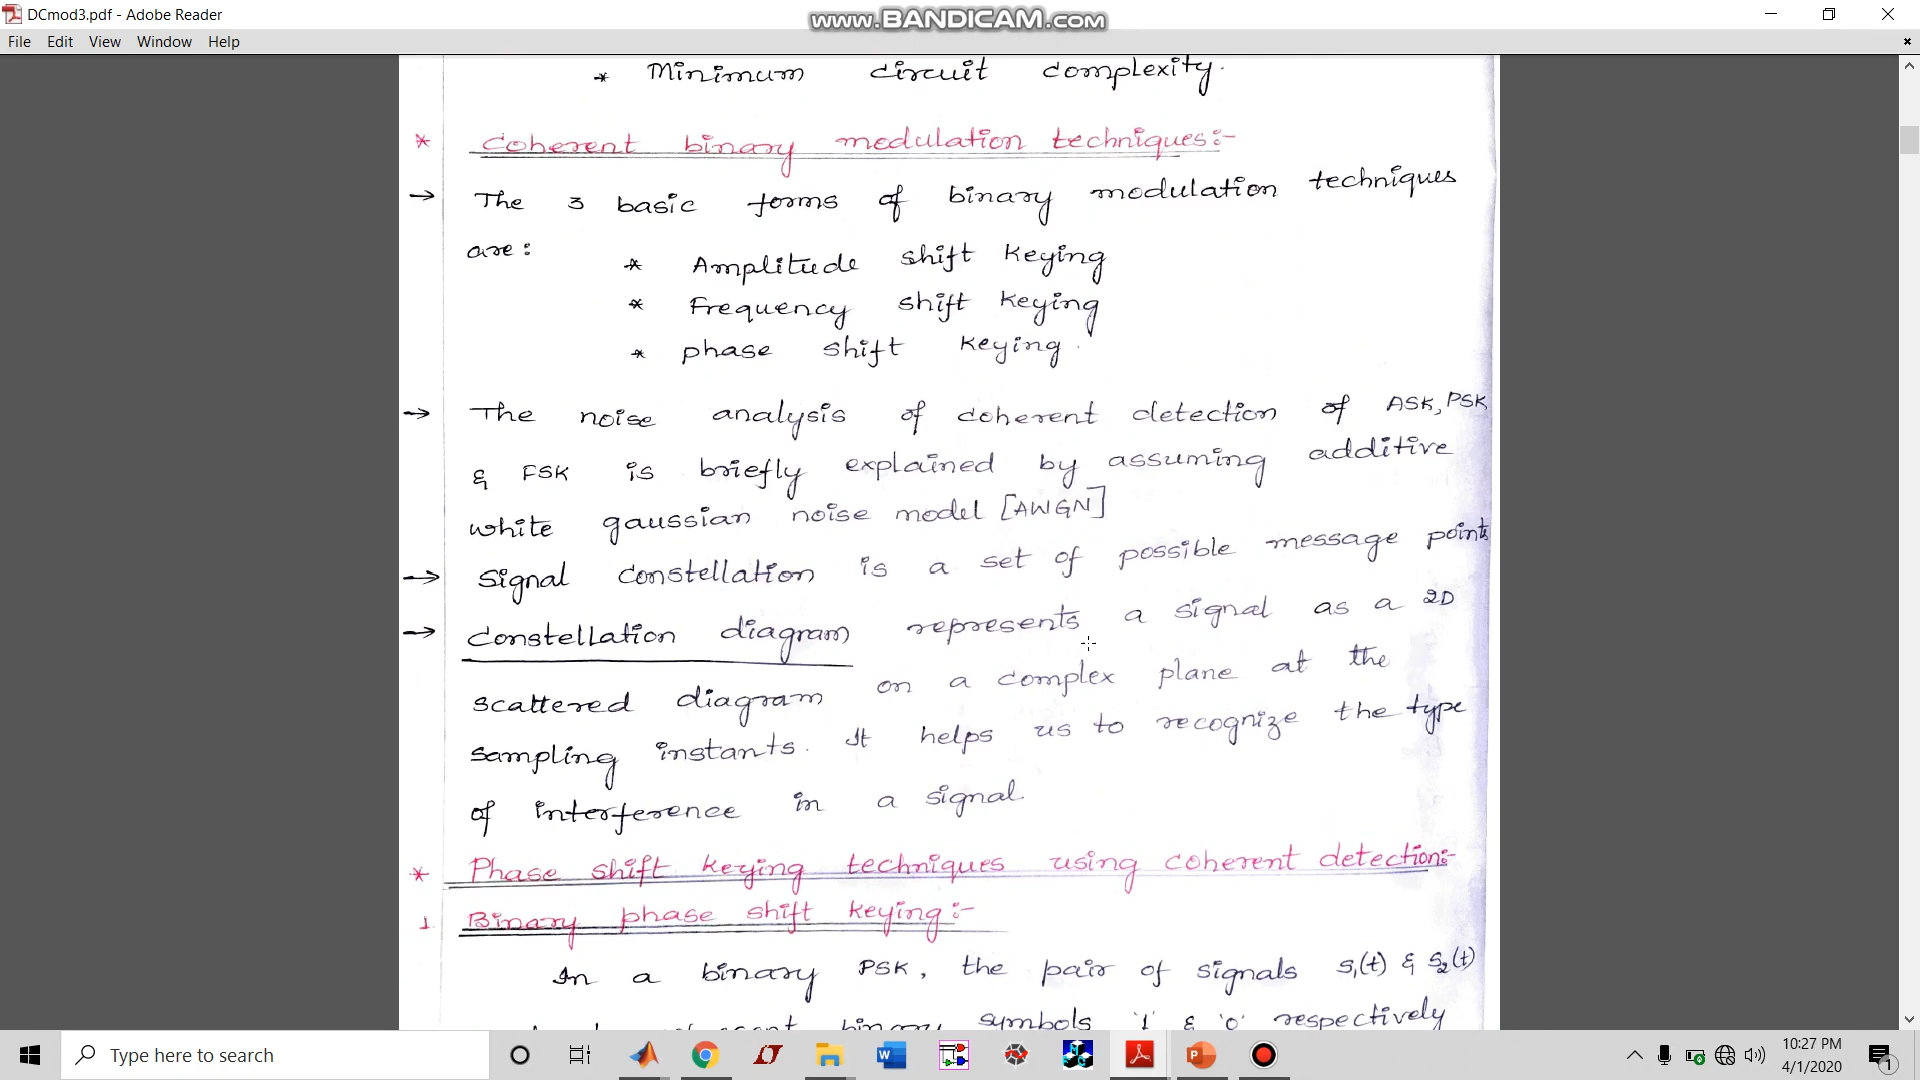 DCmod3.pdf - Adobe Reader
www.BANDICAM.com
File Edit View Window Help
* Minimum circuit complexity.
* Coherent binary modulation techniques:-
→ The 3 basic forms of binary modulation techniques
are:
* Amplitude shift keying
* Frequency shift keying
* phase shift keying.
→ The noise analysis of coherent detection of ASK, PSK
& FSK is briefly explained by assuming additive
white gaussian noise model [AWGN]
→ Signal constellation is a set of possible message points
→ Constellation diagram represents a signal as a 2D
scattered diagram on a complex plane at the
sampling instants. It helps us to recognize the type
of interference in a signal
* Phase shift keying techniques using coherent detection:-
1. Binary phase shift keying:-
In a binary PSK, the pair of signals s₁(t) & s₂(t)
binary symbols '1' & '0' respectively
Type here to search
10:27 PM
4/1/2020
1